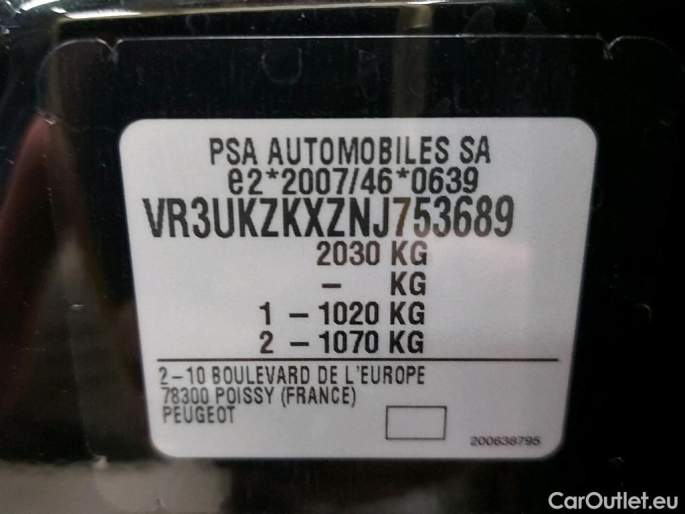 PSA AUTOMOBILES SA
e2*2007/46*0639
VR3UKZKXZNJ753689
2030 KG
– KG
1 – 1020 KG
2 – 1070 KG
2–10 BOULEVARD DE L'EUROPE
78300 POISSY (FRANCE)
PEUGEOT
200638795
CarOutlet.eu